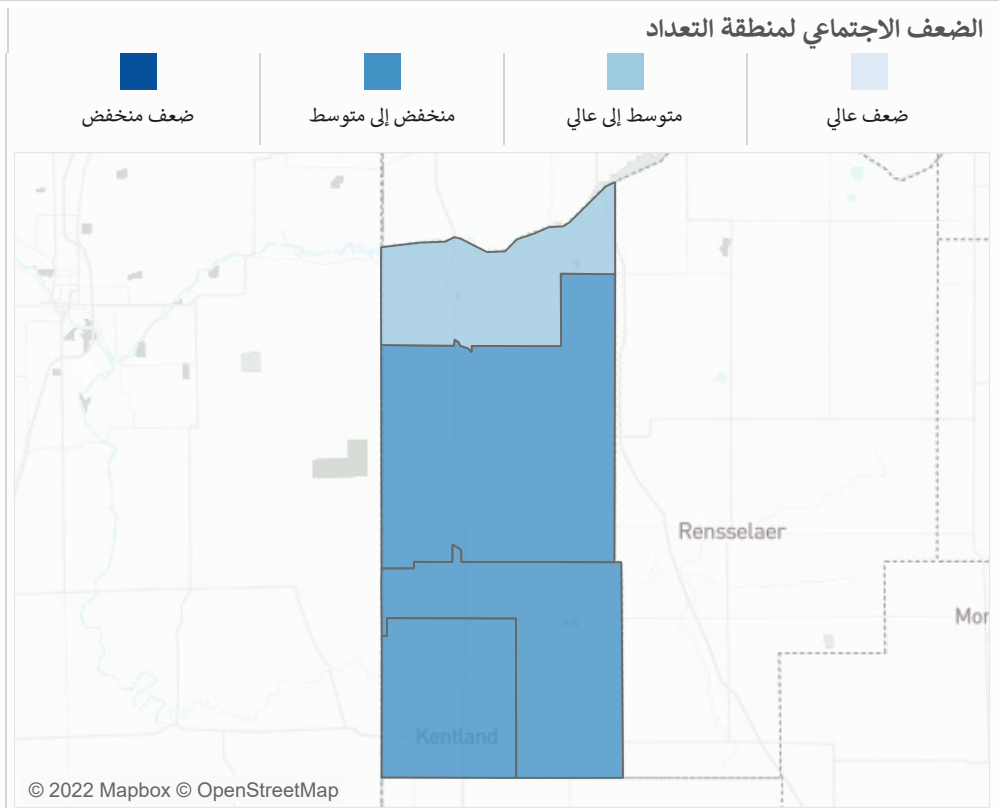 الضعف الاجتماعي لمنطقة التعداد
ضعف عالي
متوسط إلى عالي
منخفض إلى متوسط
ضعف منخفض
Rensselaer
Mor
Kentland
© 2022 Mapbox © OpenStreetMap